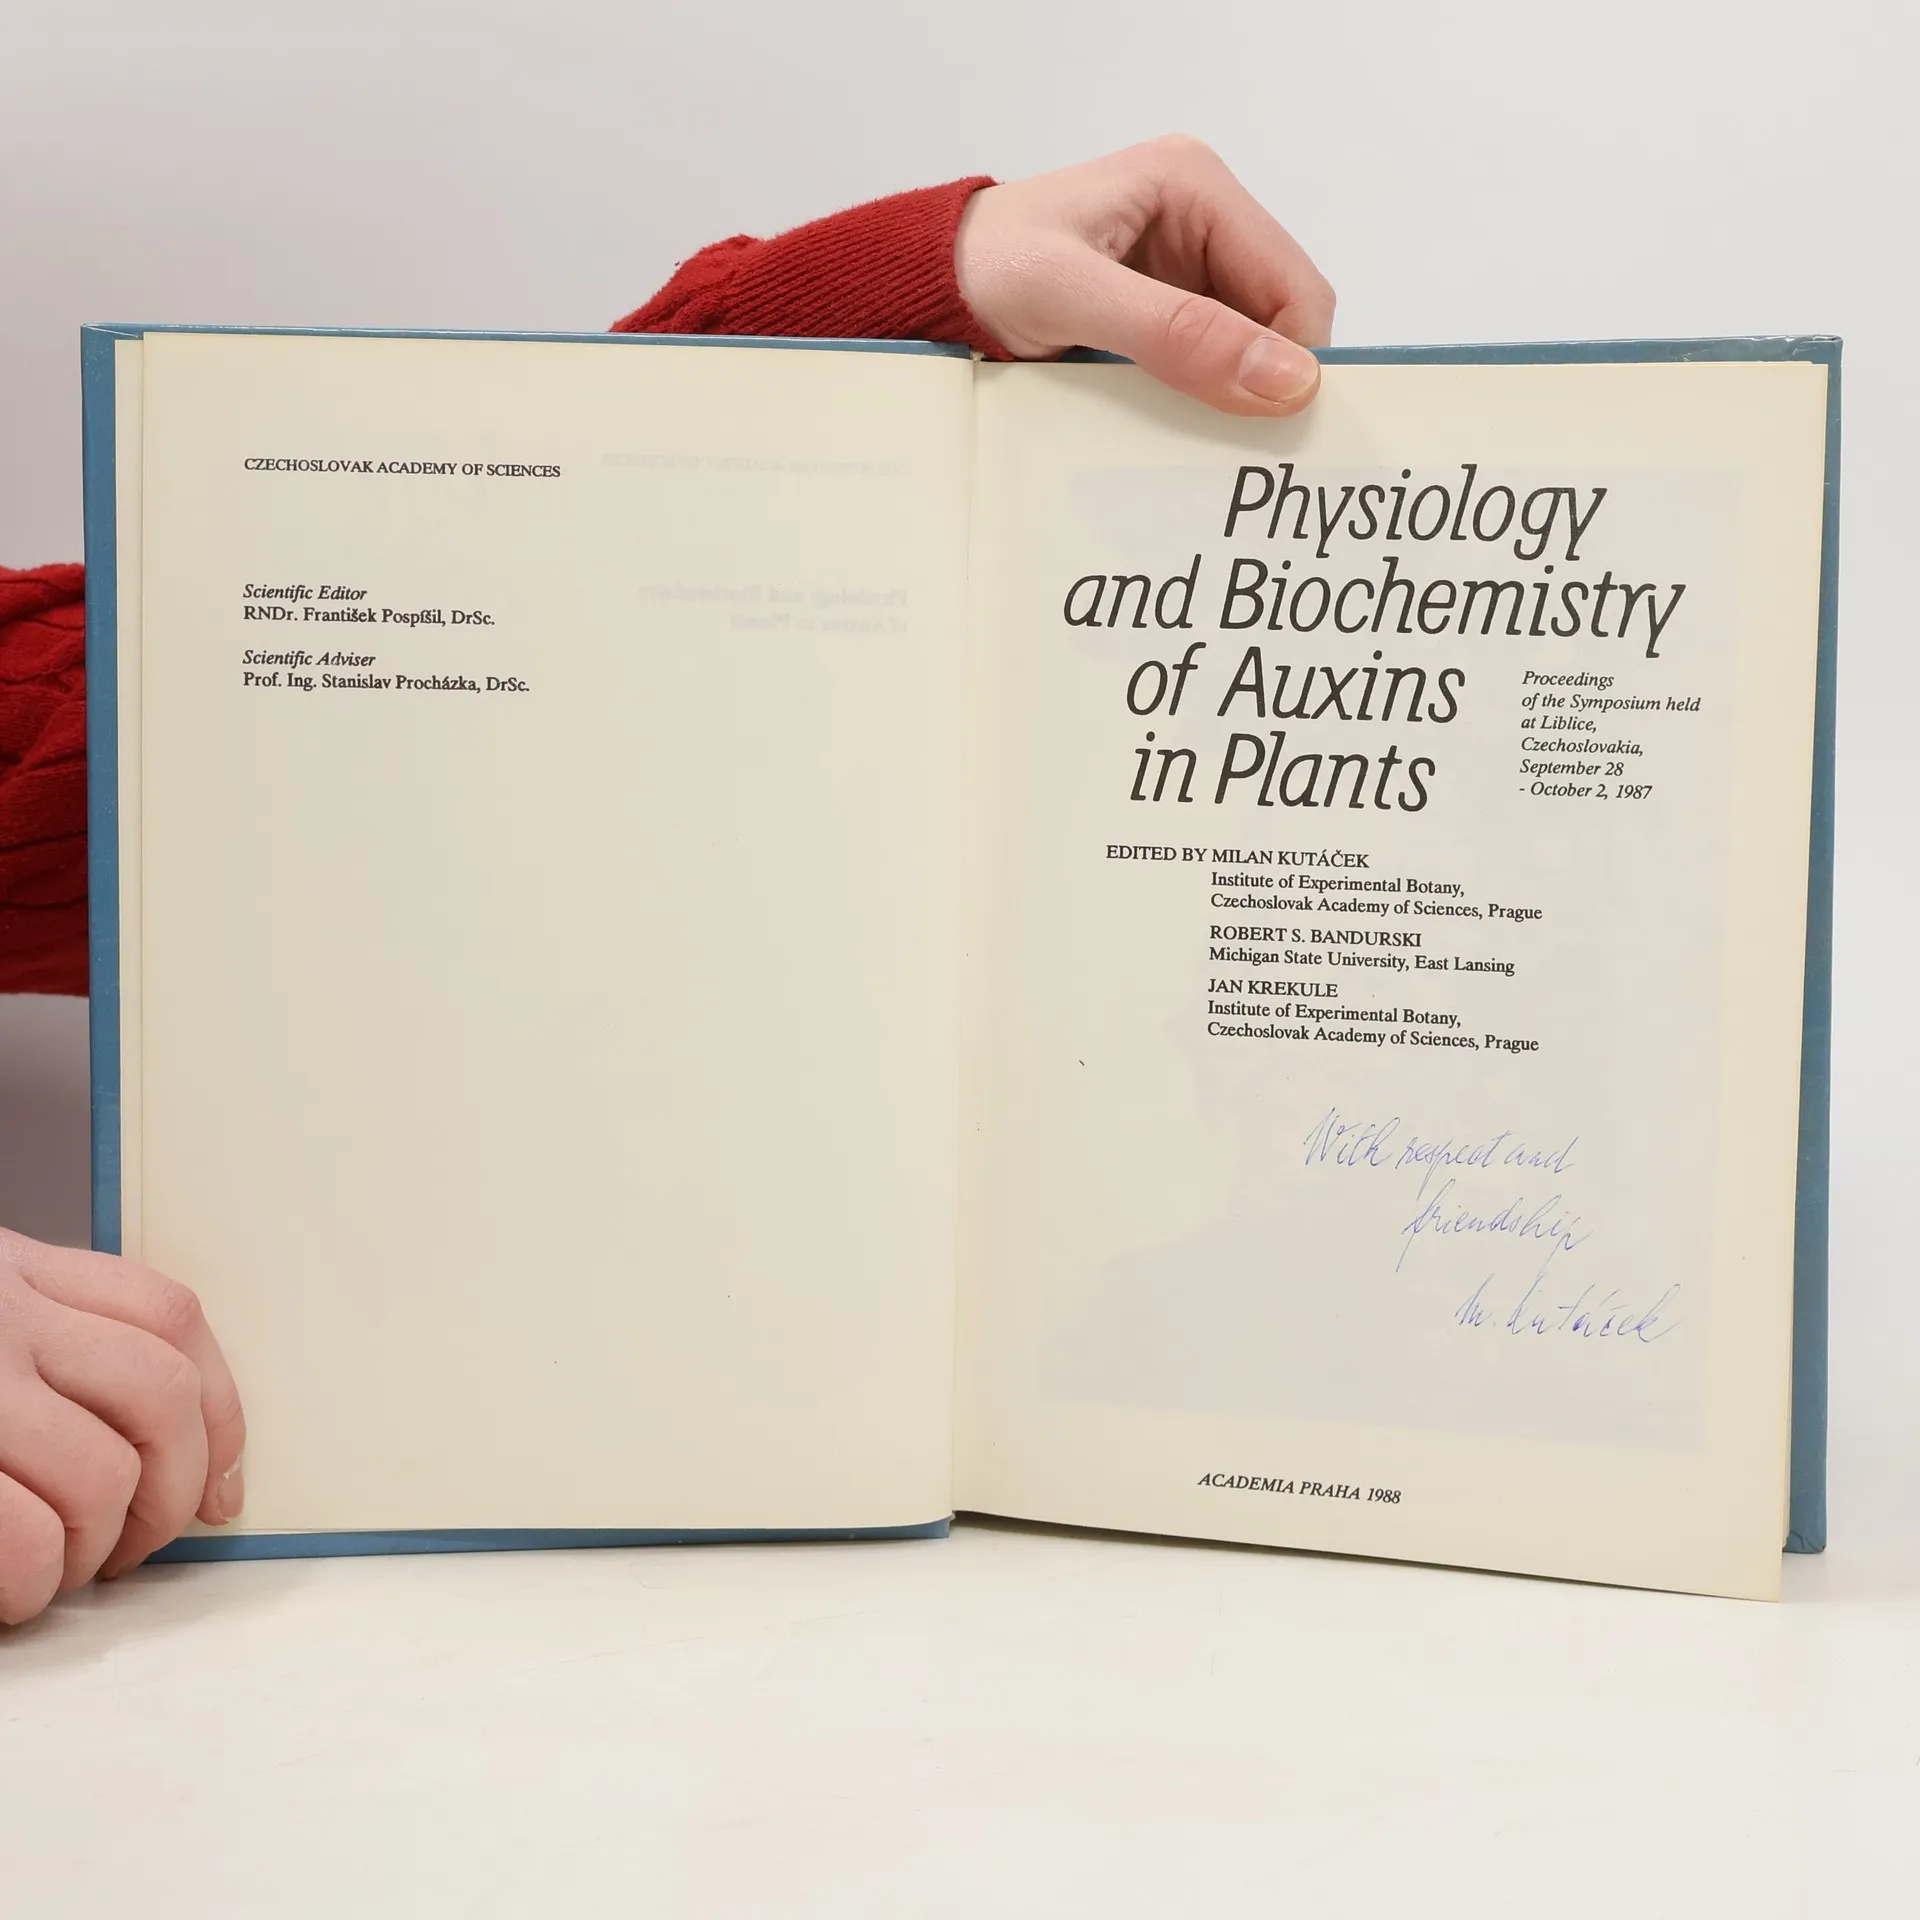 CZECHOSLOVAK ACADEMY OF SCIENCES
Scientific Editor
RNDr. František Pospíšil, DrSc.
Scientific Adviser
Prof. Ing. Stanislav Procházka, DrSc.
Physiology
and Biochemistry
of Auxins
in Plants
Proceedings
of the Symposium held
at Liblice,
Czechoslovakia,
September 28
- October 2, 1987
EDITED BY MILAN KUTÁČEK
Institute of Experimental Botany,
Czechoslovak Academy of Sciences, Prague
ROBERT S. BANDURSKI
Michigan State University, East Lansing
JAN KREKULE
Institute of Experimental Botany,
Czechoslovak Academy of Sciences, Prague
With respect and
friendship
M. Kutáček
ACADEMIA PRAHA 1988